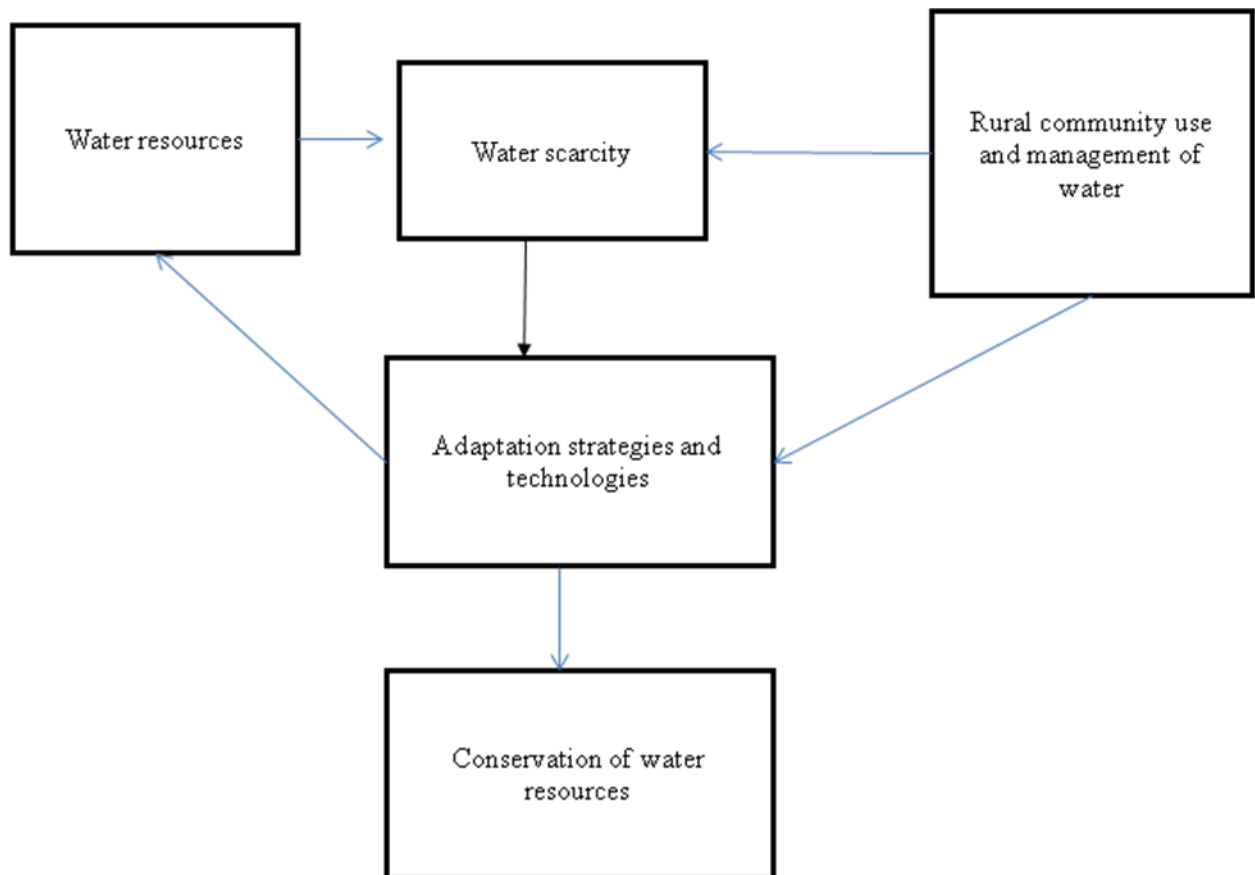 Water resources
Water scarcity
Rural community use
and management of
water
Adaptation strategies and
technologies
Conservation of water
resources